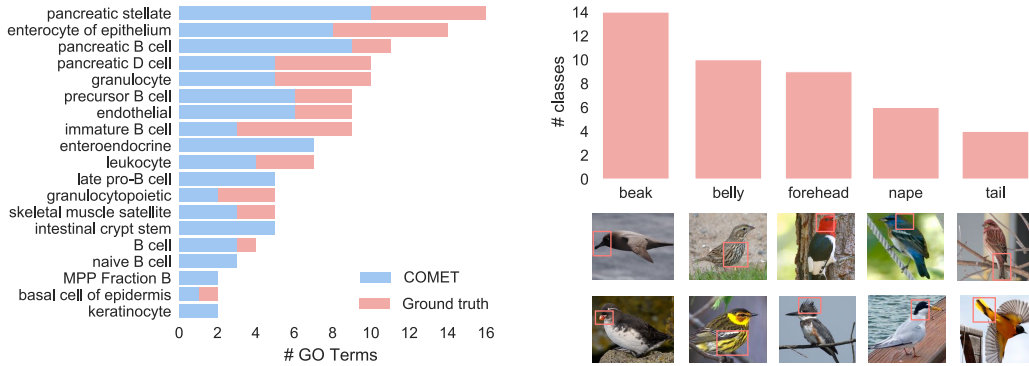 pancreatic stellate
enterocyte of epithelium
pancreatic B cell
pancreatic D cell
granulocyte
precursor B cell
endothelial
immature B cell
enteroendocrine
leukocyte
late pro-B cell
granulocytopoietic
skeletal muscle satellite
intestinal crypt stem
B cell
naive B cell
MPP Fraction B
basal cell of epidermis
keratinocyte
0 2 4 6 8 10 12 14 16
# GO Terms
COMET
Ground truth
# classes
14
12
10
8
6
4
2
0
beak belly forehead nape tail